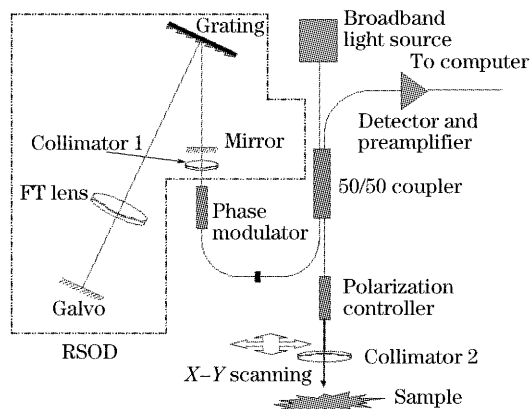 Grating
Broadband
light source
To computer
Collimator 1
Mirror
Detector and
preamplifier
FT lens
50/50 coupler
Phase
modulator
Galvo
Polarization
controller
RSOD
X–Y scanning
Collimator 2
Sample